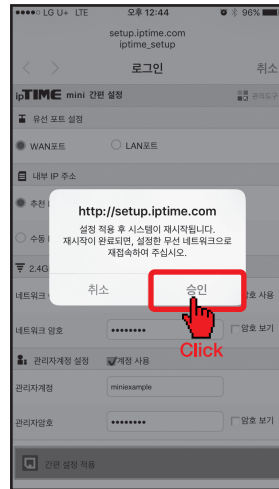 ●●●●○ LG U+ LTE 오후 12:44 96%
setup.iptime.com
iptime_setup
로그인 취소
ipTIME mini 간편 설정 관리도구
유선 포트 설정
WAN포트 LAN포트
내부 IP 주소
추천
수동
http://setup.iptime.com
설정 적용 후 시스템이 재시작됩니다.
재시작이 완료되면, 설정한 무선 네트워크으로
재접속하여 주십시오.
취소 승인
2.4G
네트워크 암호 사용
네트워크 암호 •••••••• 암호 보기
Click
관리자계정 설정 계정 사용
관리자계정 miniexample
관리자암호 •••••••• 암호 보기
간편 설정 적용